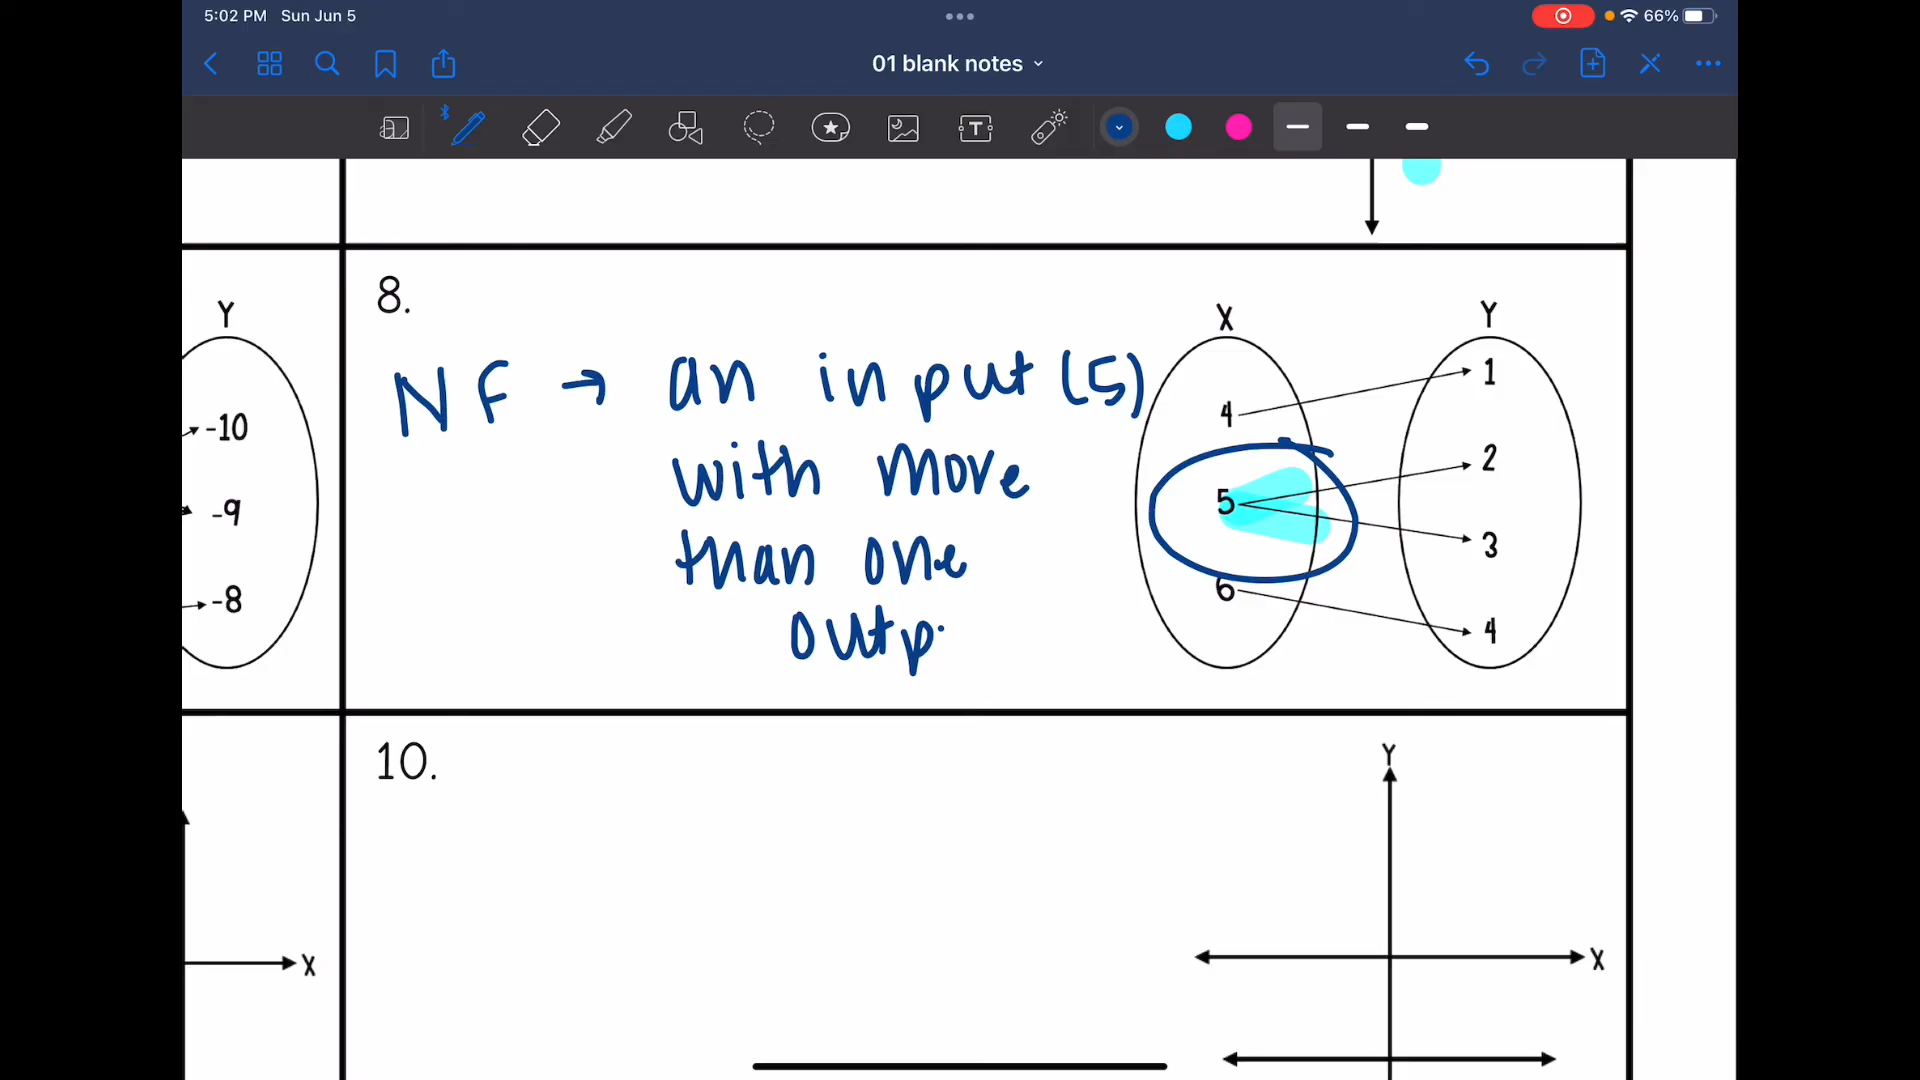 5:02 PM Sun Jun 5
66%
01 blank notes
T
Y
-10
-9
-8
8.
NF → an input (5)
with more
than one
outp
X
4
5
6
Y
1
2
3
4
X
10.
Y
X